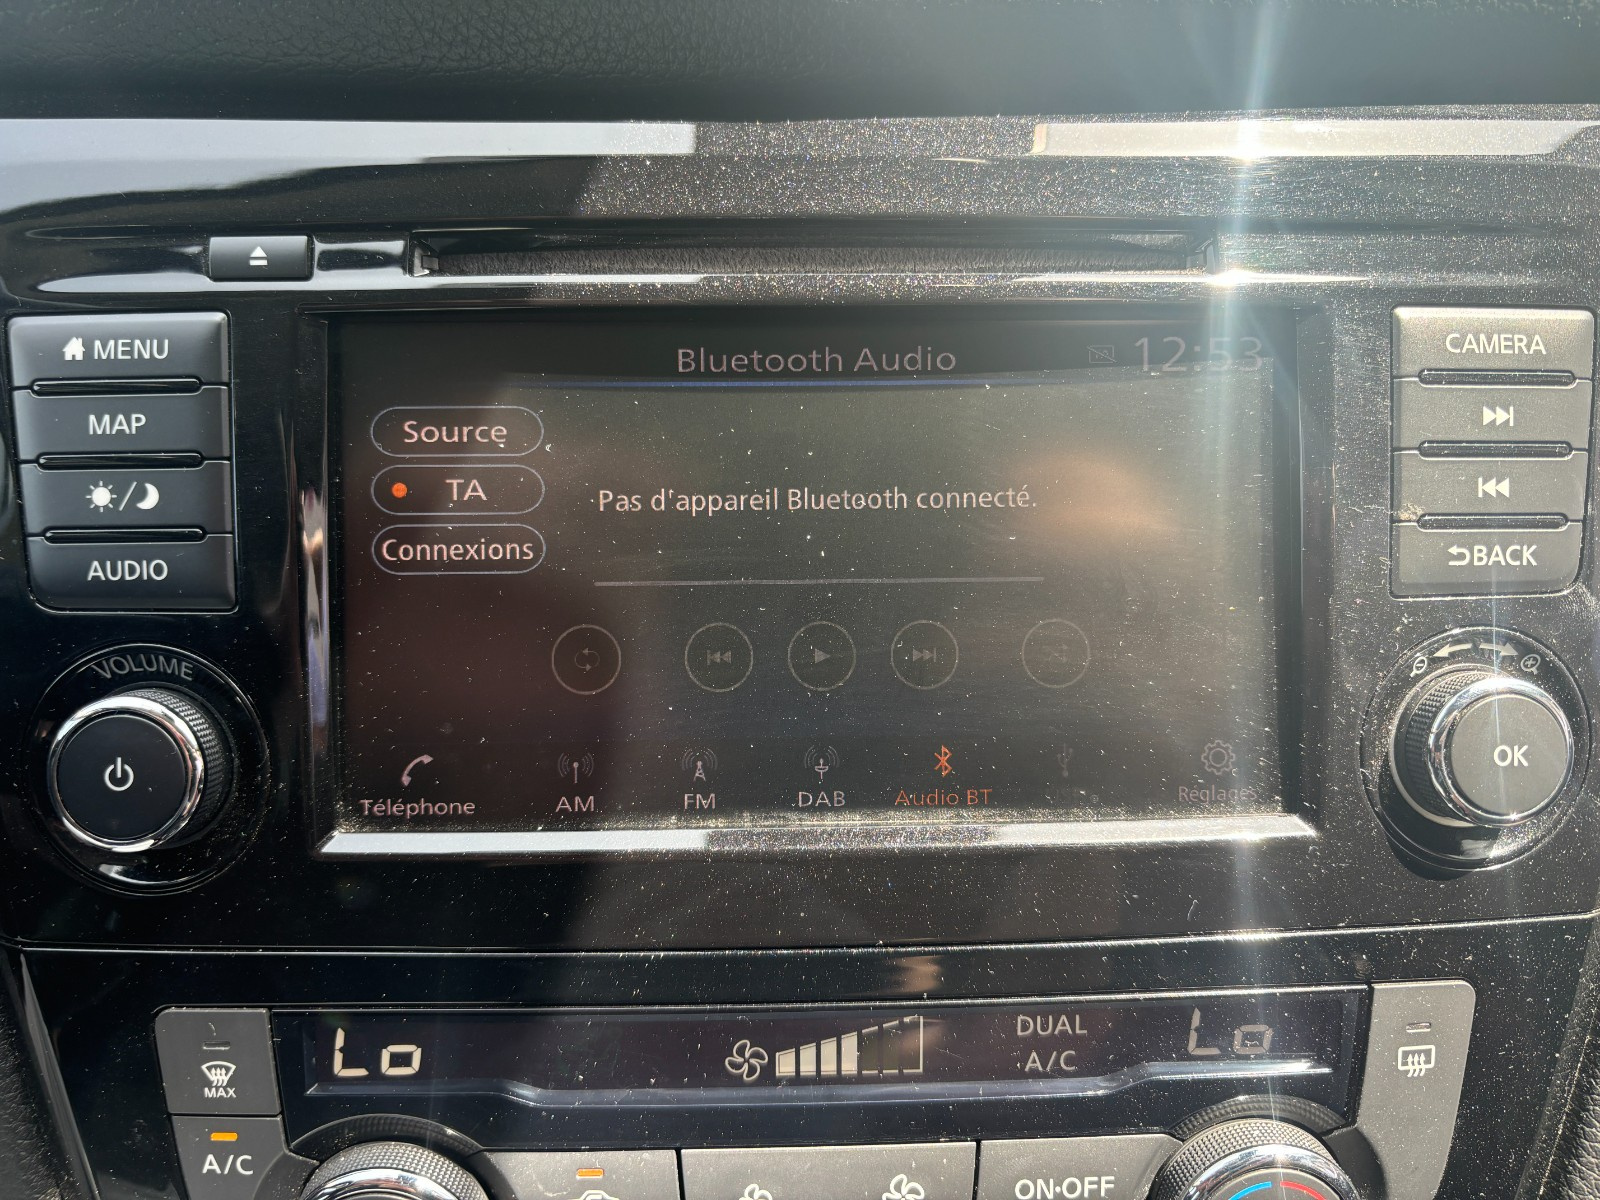 MENU
MAP
AUDIO
VOLUME
Bluetooth Audio
12:53
Source
TA
Connexions
Pas d'appareil Bluetooth connecté.
Téléphone
AM
FM
DAB
Audio BT
Réglages
CAMERA
BACK
OK
MAX
Lo
DUAL
A/C
Lo
A/C
ON•OFF